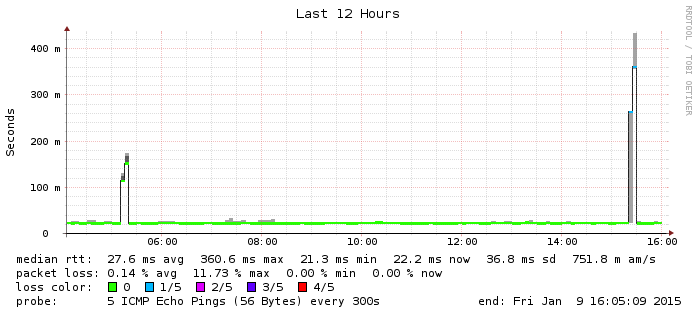 Last 12 Hours
RRDTOOL / TOBI OETIKER
Seconds
400 m
300 m
200 m
100 m
0
06:00 08:00 10:00 12:00 14:00 16:00
median rtt: 27.6 ms avg 360.6 ms max 21.3 ms min 22.2 ms now 36.8 ms sd 751.8 m am/s
packet loss: 0.14 % avg 11.73 % max 0.00 % min 0.00 % now
loss color: 0 1/5 2/5 3/5 4/5
probe: 5 ICMP Echo Pings (56 Bytes) every 300s end: Fri Jan 9 16:05:09 2015